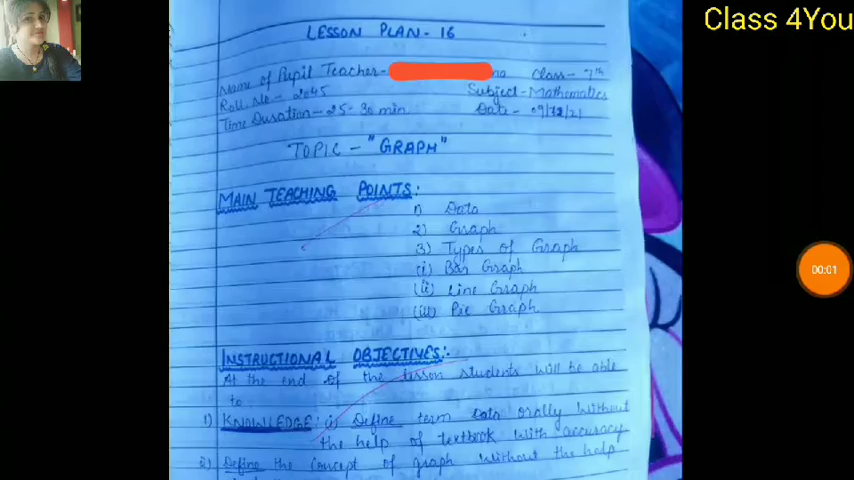 Class 4You
LESSON PLAN- 16
Name of Pupil Teacher- na Class- 7th
Roll No- 2045 Subject- Mathematics
Time Duration- 25-30 min. Date- 09/12/21
TOPIC - "GRAPH"
MAIN TEACHING POINTS:
1) Data
2) Graph
3) Types of Graph
(i) Bar Graph
(ii) Line Graph
(iii) Pie Graph
INSTRUCTIONAL OBJECTIVES:-
At the end of the lesson students will be able
to
1) KNOWLEDGE: (i) Define term Data orally without
the help of textbook with accuracy
2) Define the concept of graph without the help
00:01